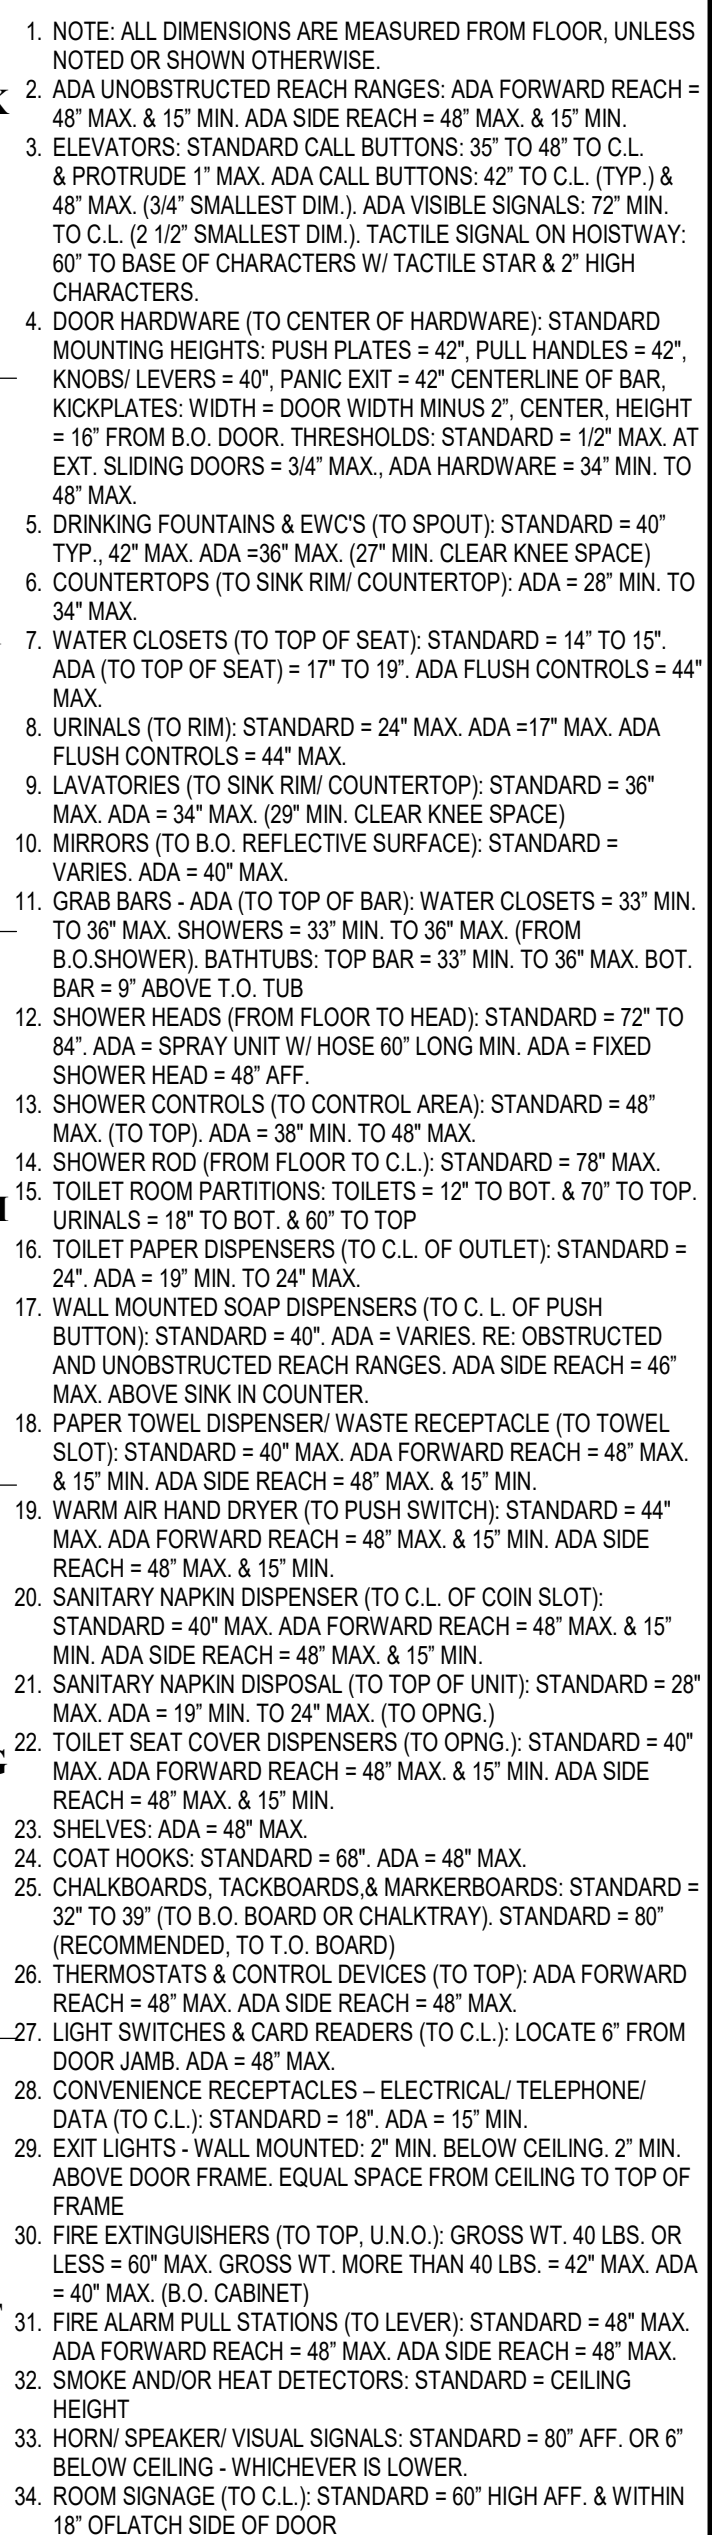 1. NOTE: ALL DIMENSIONS ARE MEASURED FROM FLOOR, UNLESS
NOTED OR SHOWN OTHERWISE.
2. ADA UNOBSTRUCTED REACH RANGES: ADA FORWARD REACH =
48” MAX. & 15” MIN. ADA SIDE REACH = 48” MAX. & 15” MIN.
3. ELEVATORS: STANDARD CALL BUTTONS: 35” TO 48” TO C.L.
& PROTRUDE 1” MAX. ADA CALL BUTTONS: 42” TO C.L. (TYP.) &
48” MAX. (3/4” SMALLEST DIM.). ADA VISIBLE SIGNALS: 72” MIN.
TO C.L. (2 1/2” SMALLEST DIM.). TACTILE SIGNAL ON HOISTWAY:
60” TO BASE OF CHARACTERS W/ TACTILE STAR & 2” HIGH
CHARACTERS.
4. DOOR HARDWARE (TO CENTER OF HARDWARE): STANDARD
MOUNTING HEIGHTS: PUSH PLATES = 42", PULL HANDLES = 42",
KNOBS/ LEVERS = 40", PANIC EXIT = 42" CENTERLINE OF BAR,
KICKPLATES: WIDTH = DOOR WIDTH MINUS 2”, CENTER, HEIGHT
= 16” FROM B.O. DOOR. THRESHOLDS: STANDARD = 1/2" MAX. AT
EXT. SLIDING DOORS = 3/4” MAX., ADA HARDWARE = 34” MIN. TO
48” MAX.
5. DRINKING FOUNTAINS & EWC'S (TO SPOUT): STANDARD = 40”
TYP., 42" MAX. ADA =36" MAX. (27" MIN. CLEAR KNEE SPACE)
6. COUNTERTOPS (TO SINK RIM/ COUNTERTOP): ADA = 28” MIN. TO
34" MAX.
7. WATER CLOSETS (TO TOP OF SEAT): STANDARD = 14” TO 15".
ADA (TO TOP OF SEAT) = 17" TO 19”. ADA FLUSH CONTROLS = 44"
MAX.
8. URINALS (TO RIM): STANDARD = 24" MAX. ADA =17" MAX. ADA
FLUSH CONTROLS = 44" MAX.
9. LAVATORIES (TO SINK RIM/ COUNTERTOP): STANDARD = 36"
MAX. ADA = 34" MAX. (29" MIN. CLEAR KNEE SPACE)
10. MIRRORS (TO B.O. REFLECTIVE SURFACE): STANDARD =
VARIES. ADA = 40" MAX.
11. GRAB BARS - ADA (TO TOP OF BAR): WATER CLOSETS = 33” MIN.
TO 36" MAX. SHOWERS = 33” MIN. TO 36" MAX. (FROM
B.O.SHOWER). BATHTUBS: TOP BAR = 33” MIN. TO 36" MAX. BOT.
BAR = 9” ABOVE T.O. TUB
12. SHOWER HEADS (FROM FLOOR TO HEAD): STANDARD = 72" TO
84”. ADA = SPRAY UNIT W/ HOSE 60” LONG MIN. ADA = FIXED
SHOWER HEAD = 48” AFF.
13. SHOWER CONTROLS (TO CONTROL AREA): STANDARD = 48”
MAX. (TO TOP). ADA = 38” MIN. TO 48” MAX.
14. SHOWER ROD (FROM FLOOR TO C.L.): STANDARD = 78" MAX.
15. TOILET ROOM PARTITIONS: TOILETS = 12" TO BOT. & 70” TO TOP.
URINALS = 18" TO BOT. & 60” TO TOP
16. TOILET PAPER DISPENSERS (TO C.L. OF OUTLET): STANDARD =
24". ADA = 19” MIN. TO 24" MAX.
17. WALL MOUNTED SOAP DISPENSERS (TO C. L. OF PUSH
BUTTON): STANDARD = 40". ADA = VARIES. RE: OBSTRUCTED
AND UNOBSTRUCTED REACH RANGES. ADA SIDE REACH = 46”
MAX. ABOVE SINK IN COUNTER.
18. PAPER TOWEL DISPENSER/ WASTE RECEPTACLE (TO TOWEL
SLOT): STANDARD = 40" MAX. ADA FORWARD REACH = 48” MAX.
& 15” MIN. ADA SIDE REACH = 48” MAX. & 15” MIN.
19. WARM AIR HAND DRYER (TO PUSH SWITCH): STANDARD = 44"
MAX. ADA FORWARD REACH = 48” MAX. & 15” MIN. ADA SIDE
REACH = 48” MAX. & 15” MIN.
20. SANITARY NAPKIN DISPENSER (TO C.L. OF COIN SLOT):
STANDARD = 40" MAX. ADA FORWARD REACH = 48” MAX. & 15”
MIN. ADA SIDE REACH = 48” MAX. & 15” MIN.
21. SANITARY NAPKIN DISPOSAL (TO TOP OF UNIT): STANDARD = 28"
MAX. ADA = 19” MIN. TO 24" MAX. (TO OPNG.)
22. TOILET SEAT COVER DISPENSERS (TO OPNG.): STANDARD = 40"
MAX. ADA FORWARD REACH = 48” MAX. & 15” MIN. ADA SIDE
REACH = 48” MAX. & 15” MIN.
23. SHELVES: ADA = 48" MAX.
24. COAT HOOKS: STANDARD = 68". ADA = 48" MAX.
25. CHALKBOARDS, TACKBOARDS,& MARKERBOARDS: STANDARD =
32" TO 39” (TO B.O. BOARD OR CHALKTRAY). STANDARD = 80”
(RECOMMENDED, TO T.O. BOARD)
26. THERMOSTATS & CONTROL DEVICES (TO TOP): ADA FORWARD
REACH = 48” MAX. ADA SIDE REACH = 48” MAX.
27. LIGHT SWITCHES & CARD READERS (TO C.L.): LOCATE 6” FROM
DOOR JAMB. ADA = 48” MAX.
28. CONVENIENCE RECEPTACLES – ELECTRICAL/ TELEPHONE/
DATA (TO C.L.): STANDARD = 18". ADA = 15” MIN.
29. EXIT LIGHTS - WALL MOUNTED: 2" MIN. BELOW CEILING. 2” MIN.
ABOVE DOOR FRAME. EQUAL SPACE FROM CEILING TO TOP OF
FRAME
30. FIRE EXTINGUISHERS (TO TOP, U.N.O.): GROSS WT. 40 LBS. OR
LESS = 60" MAX. GROSS WT. MORE THAN 40 LBS. = 42" MAX. ADA
= 40" MAX. (B.O. CABINET)
31. FIRE ALARM PULL STATIONS (TO LEVER): STANDARD = 48" MAX.
ADA FORWARD REACH = 48” MAX. ADA SIDE REACH = 48” MAX.
32. SMOKE AND/OR HEAT DETECTORS: STANDARD = CEILING
HEIGHT
33. HORN/ SPEAKER/ VISUAL SIGNALS: STANDARD = 80” AFF. OR 6”
BELOW CEILING - WHICHEVER IS LOWER.
34. ROOM SIGNAGE (TO C.L.): STANDARD = 60” HIGH AFF. & WITHIN
18” OFLATCH SIDE OF DOOR